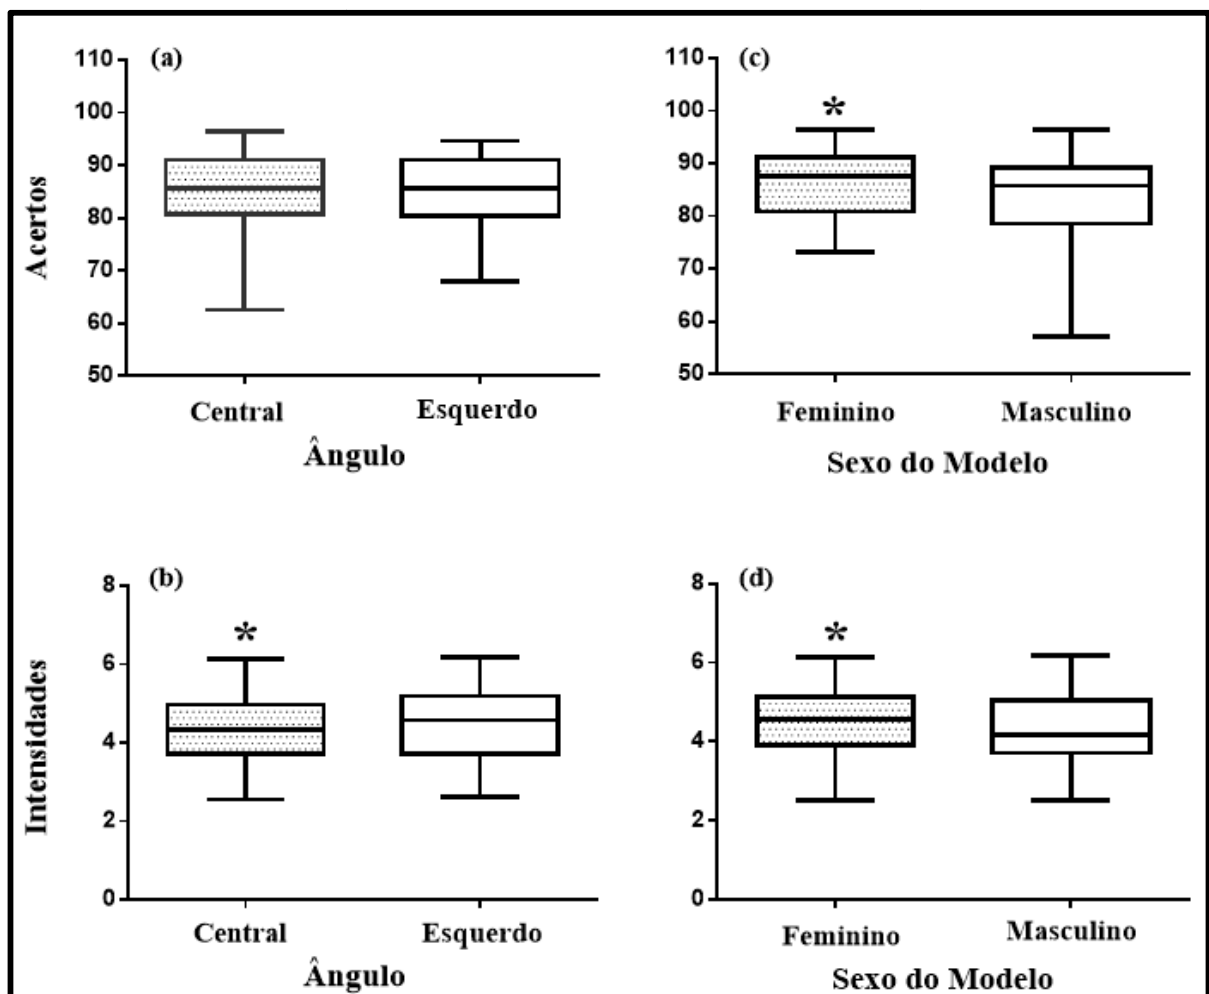 (a)
110
100
90
80
70
60
50
Acertos
Central Esquerdo
Ângulo
(c)
110
100
90
80
70
60
50
*
Feminino Masculino
Sexo do Modelo
(b)
8
6
4
2
0
Intensidades
*
Central Esquerdo
Ângulo
(d)
8
6
4
2
0
*
Feminino Masculino
Sexo do Modelo